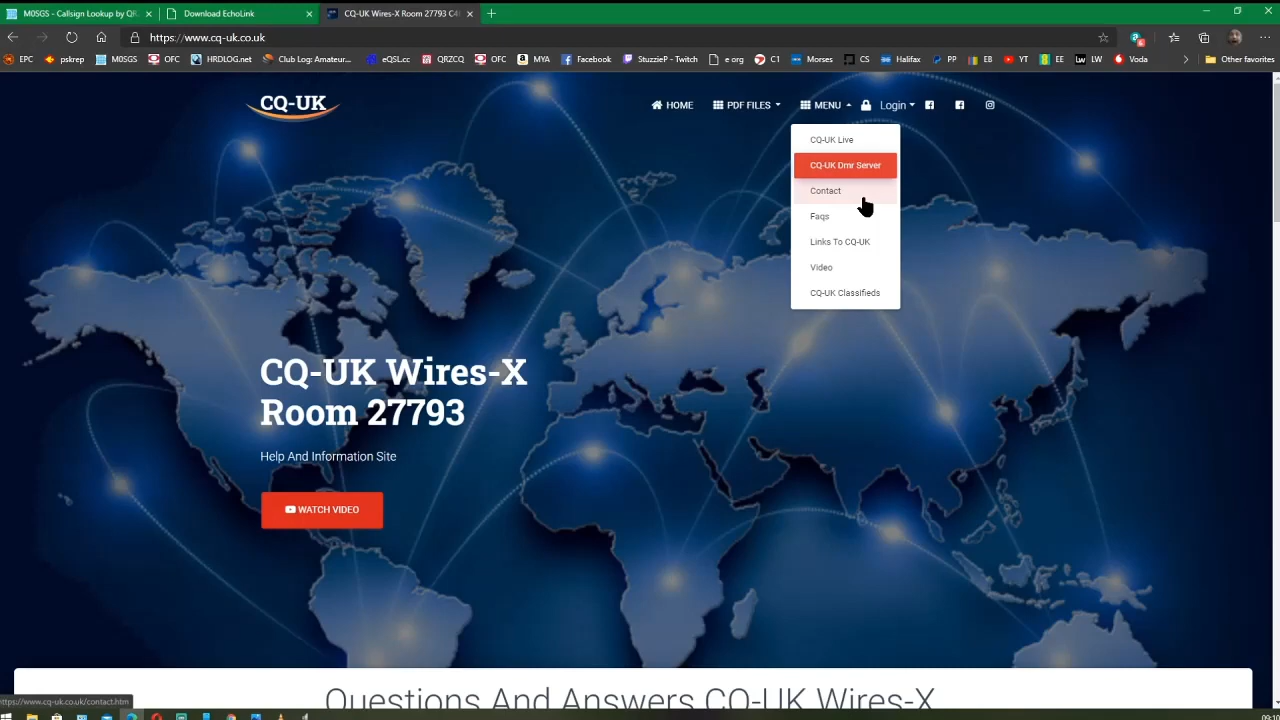 M0SGS - Callsign Lookup by QR
Download EchoLink
CQ-UK Wires-X Room 27793 C4
https://www.cq-uk.co.uk
EPC
pskrep
M0SGS
OFC
HRDLOG.net
Club Log: Amateur...
eQSL.cc
QRZCQ
OFC
MYA
Facebook
StuzzieP - Twitch
e org
C1
Morses
CS
Halifax
PP
EB
YT
EE
LW
Voda
Other favorites
CQ-UK
HOME
PDF FILES
MENU
Login
CQ-UK Live
CQ-UK Dmr Server
Contact
Faqs
Links To CQ-UK
Video
CQ-UK Classifieds
CQ-UK Wires-X
Room 27793
Help And Information Site
WATCH VIDEO
Questions And Answers CQ-UK Wires-X
https://www.cq-uk.co.uk/contact.htm